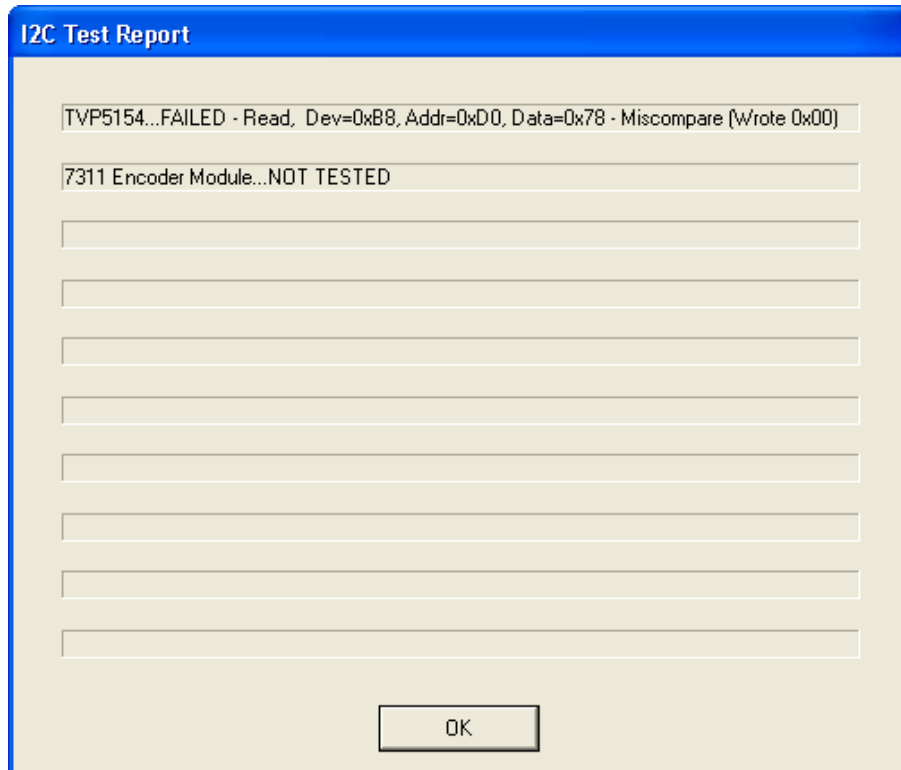 I2C Test Report
TVP5154...FAILED - Read,  Dev=0xB8, Addr=0xD0, Data=0x78 - Miscompare (Wrote 0x00)
7311 Encoder Module...NOT TESTED
OK